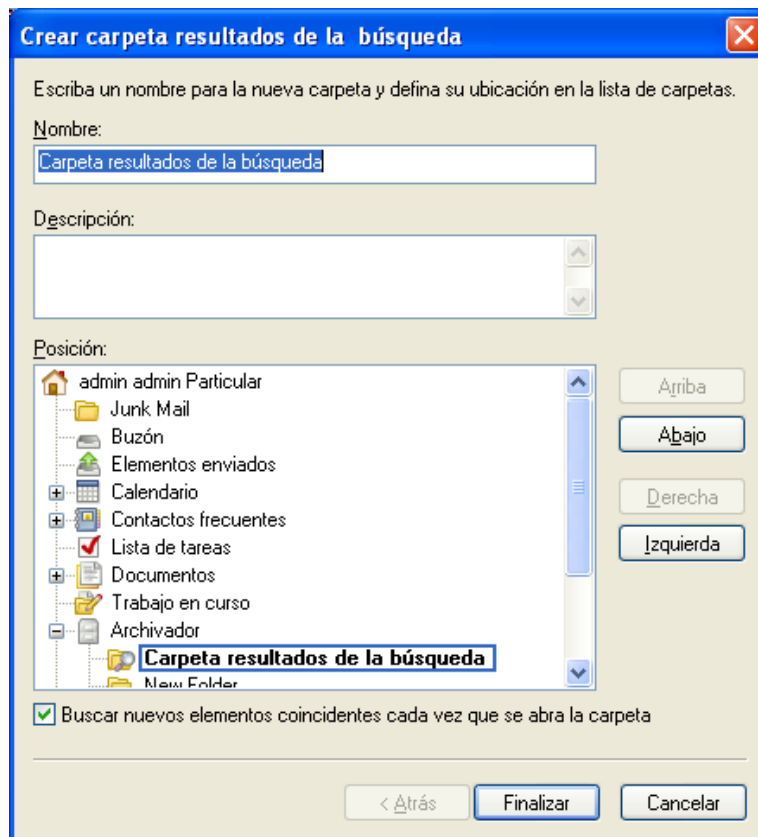 Crear carpeta resultados de la búsqueda
Escriba un nombre para la nueva carpeta y defina su ubicación en la lista de carpetas.
Nombre:
Carpeta resultados de la búsqueda
Descripción:
Posición:
admin admin Particular
Junk Mail
Buzón
Elementos enviados
Calendario
Contactos frecuentes
Lista de tareas
Documentos
Trabajo en curso
Archivador
Carpeta resultados de la búsqueda
New Folder
Arriba
Abajo
Derecha
Izquierda
Buscar nuevos elementos coincidentes cada vez que se abra la carpeta
< Atrás
Finalizar
Cancelar